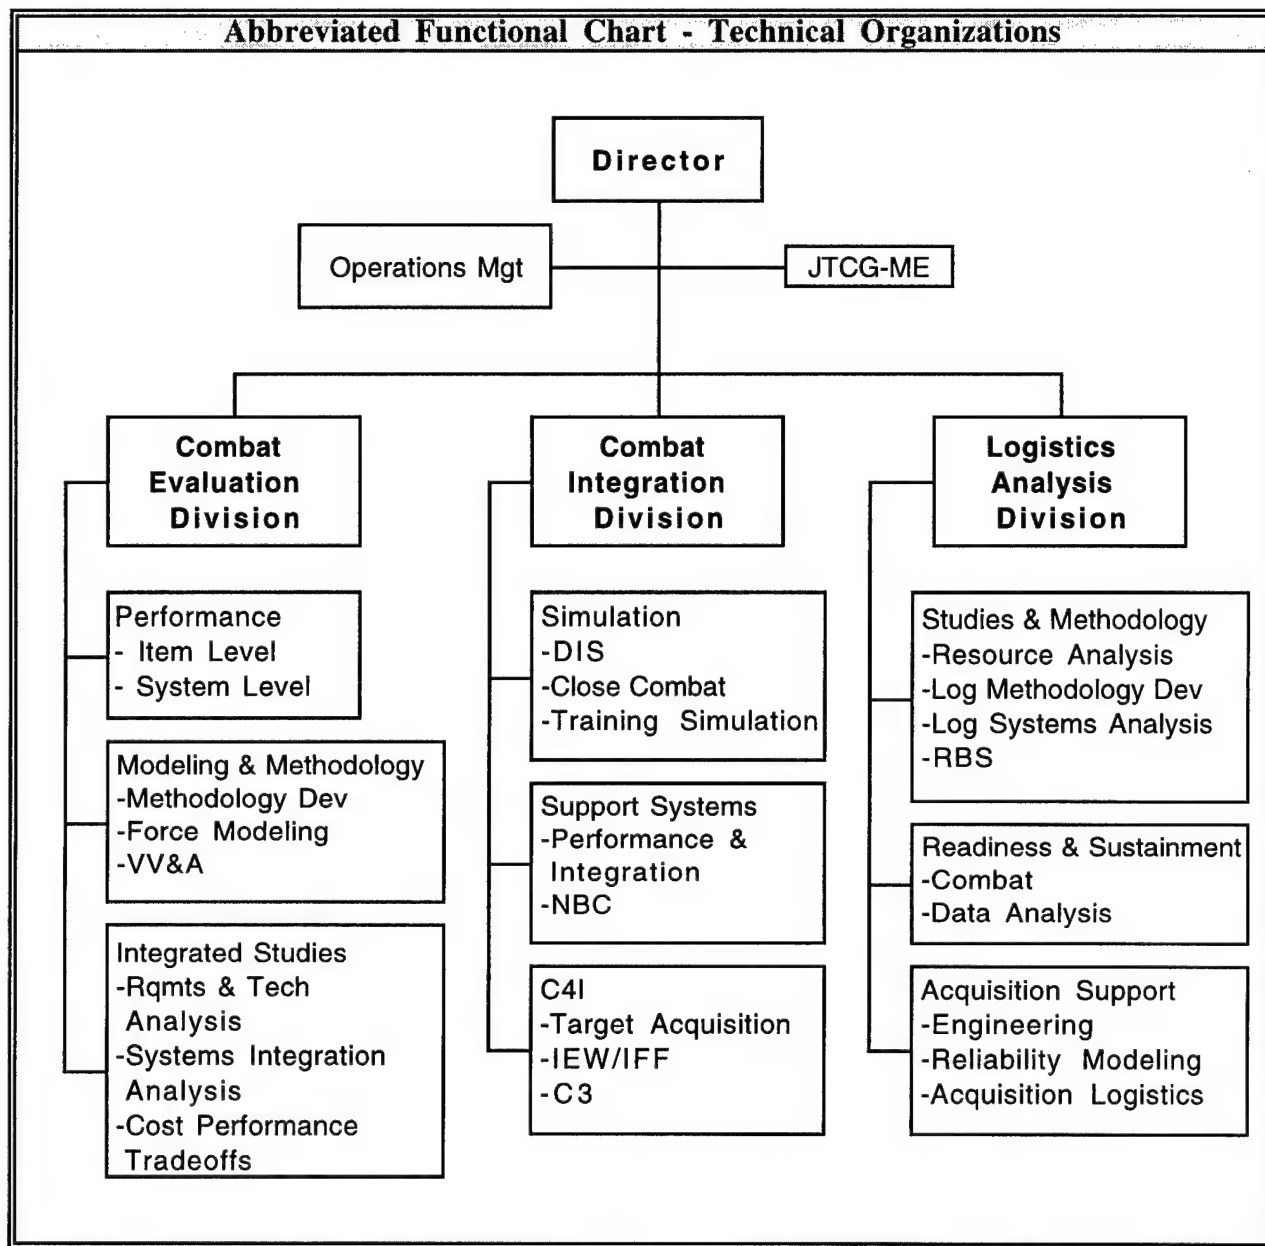 Abbreviated Functional Chart - Technical Organizations
Director
Operations Mgt
JTCG-ME
Combat
Evaluation
Division
Performance
- Item Level
- System Level
Modeling & Methodology
-Methodology Dev
-Force Modeling
-VV&A
Integrated Studies
-Rqmts & Tech
Analysis
-Systems Integration
Analysis
-Cost Performance
Tradeoffs
Combat
Integration
Division
Simulation
-DIS
-Close Combat
-Training Simulation
Support Systems
-Performance &
Integration
-NBC
C4I
-Target Acquisition
-IEW/IFF
-C3
Logistics
Analysis
Division
Studies & Methodology
-Resource Analysis
-Log Methodology Dev
-Log Systems Analysis
-RBS
Readiness & Sustainment
-Combat
-Data Analysis
Acquisition Support
-Engineering
-Reliability Modeling
-Acquisition Logistics